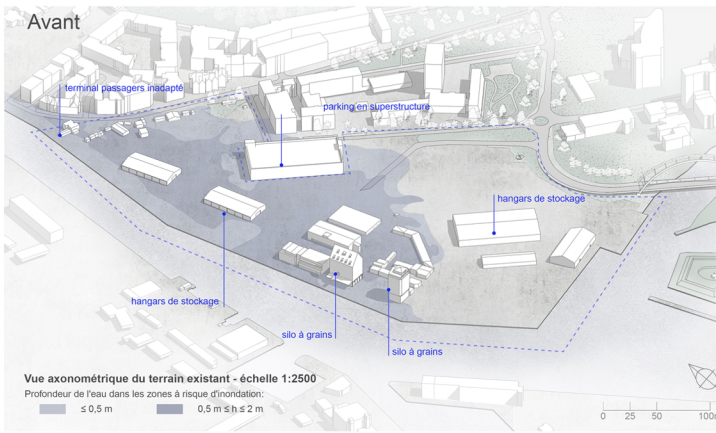 Avant
terminal passagers inadapté
parking en superstructure
hangars de stockage
hangars de stockage
silo à grains
silo à grains
Vue axonométrique du terrain existant - échelle 1:2500
Profondeur de l'eau dans les zones à risque d'inondation:
≤ 0,5 m
0,5 m ≤ h ≤ 2 m
0 25 50 100m